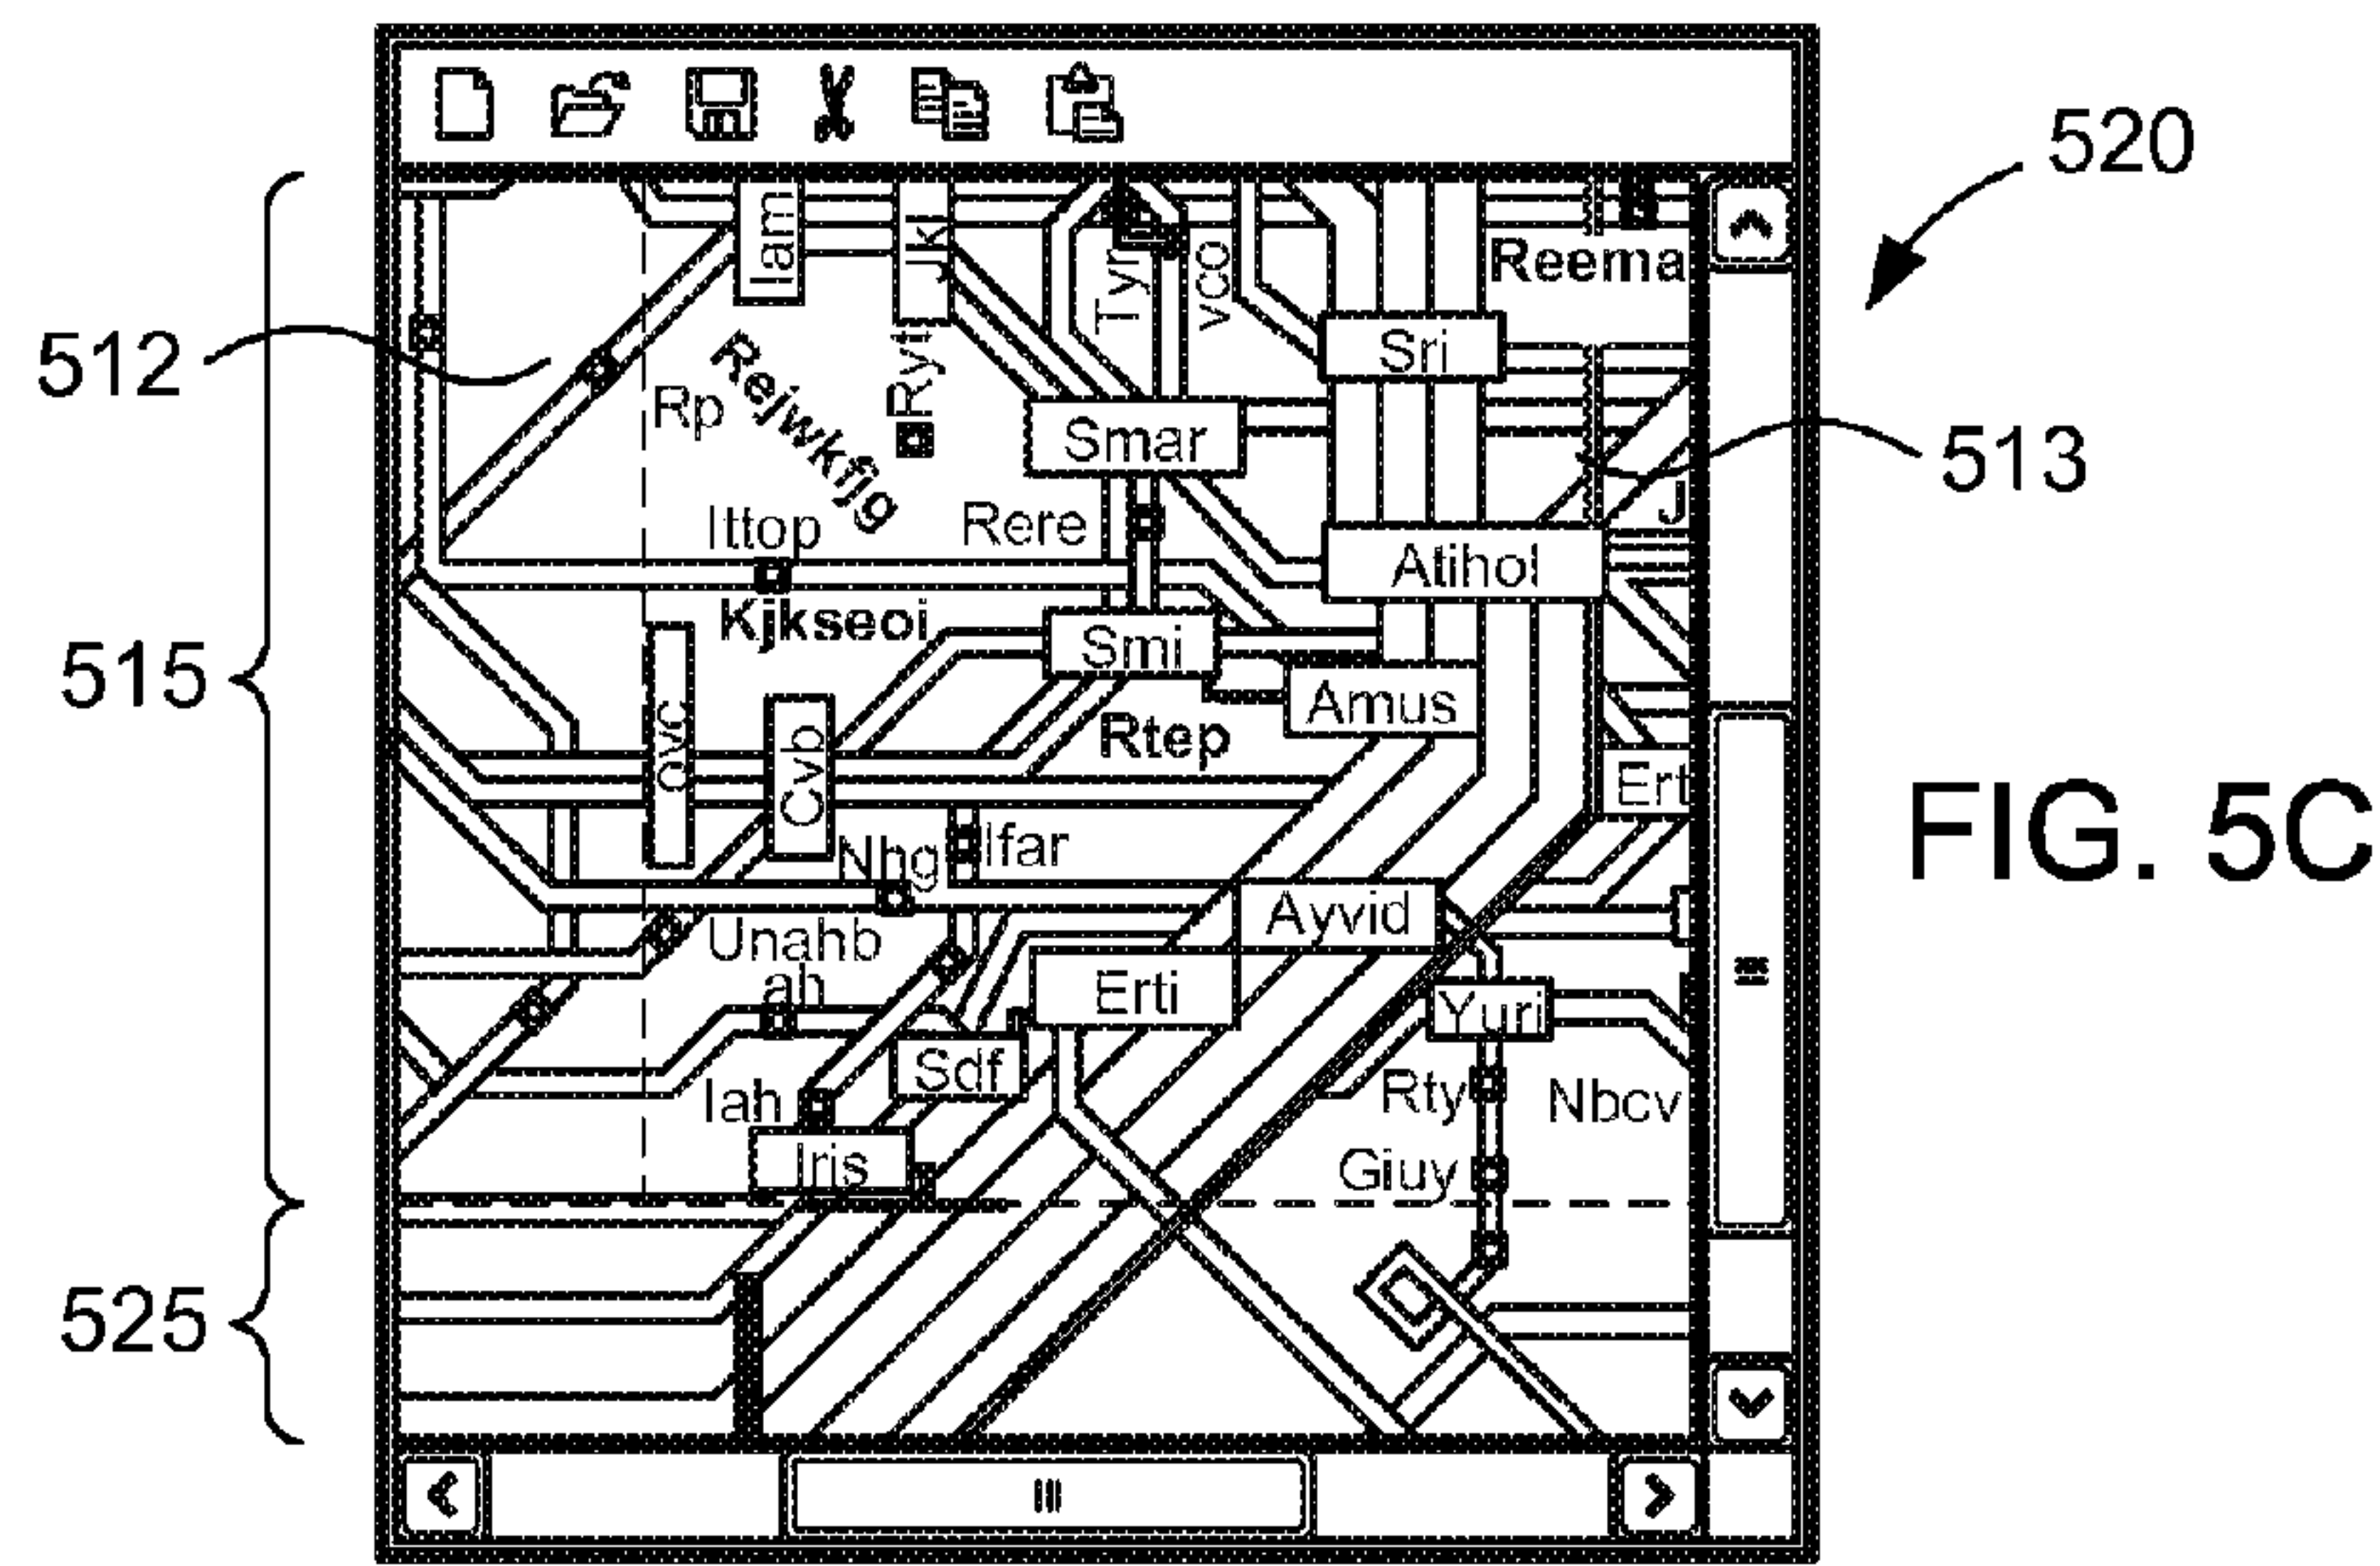 520
Iam
Jkl
Tyr
vco
Reema
512
Rp
Rejwkfjg
Ryt
Sri
Smar
513
J
Ittop
Rere
Atihol
Kjkseoi
515
Smi
Amus
ovc
Cvb
Rtep
Ert
FIG. 5C
Nhg
Ifar
Unahb
Ayvid
ah
Erti
Yuri
Sdf
Iah
Rty
Nbcv
Iris
Giuy
525